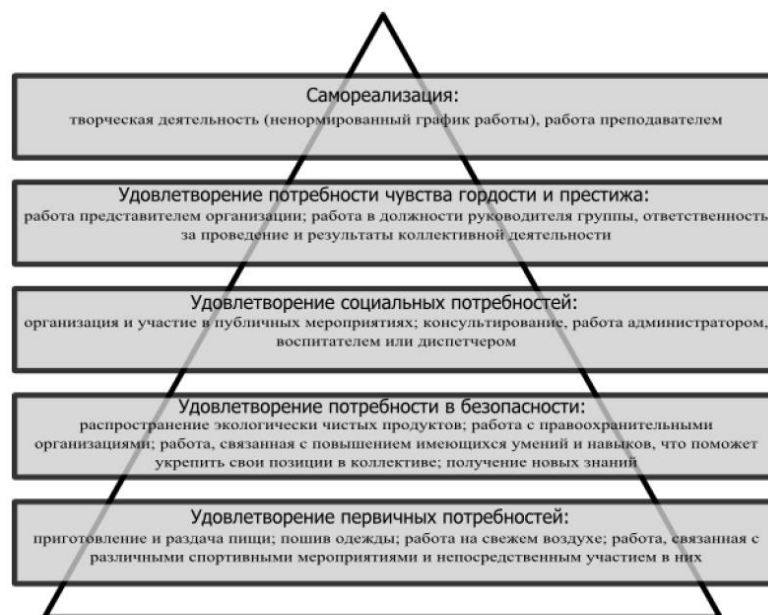 Самореализация:
творческая деятельность (ненормированный график работы), работа преподавателем
Удовлетворение потребности чувства гордости и престижа:
работа представителем организации; работа в должности руководителя группы, ответственность
за проведение и результаты коллективной деятельности
Удовлетворение социальных потребностей:
организация и участие в публичных мероприятиях; консультирование, работа администратором,
воспитателем или диспетчером
Удовлетворение потребности в безопасности:
распространение экологически чистых продуктов; работа с правоохранительными
организациями; работа, связанная с повышением имеющихся умений и навыков, что поможет
укрепить свои позиции в коллективе; получение новых знаний
Удовлетворение первичных потребностей:
приготовление и раздача пищи; пошив одежды; работа на свежем воздухе; работа, связанная с
различными спортивными мероприятиями и непосредственным участием в них